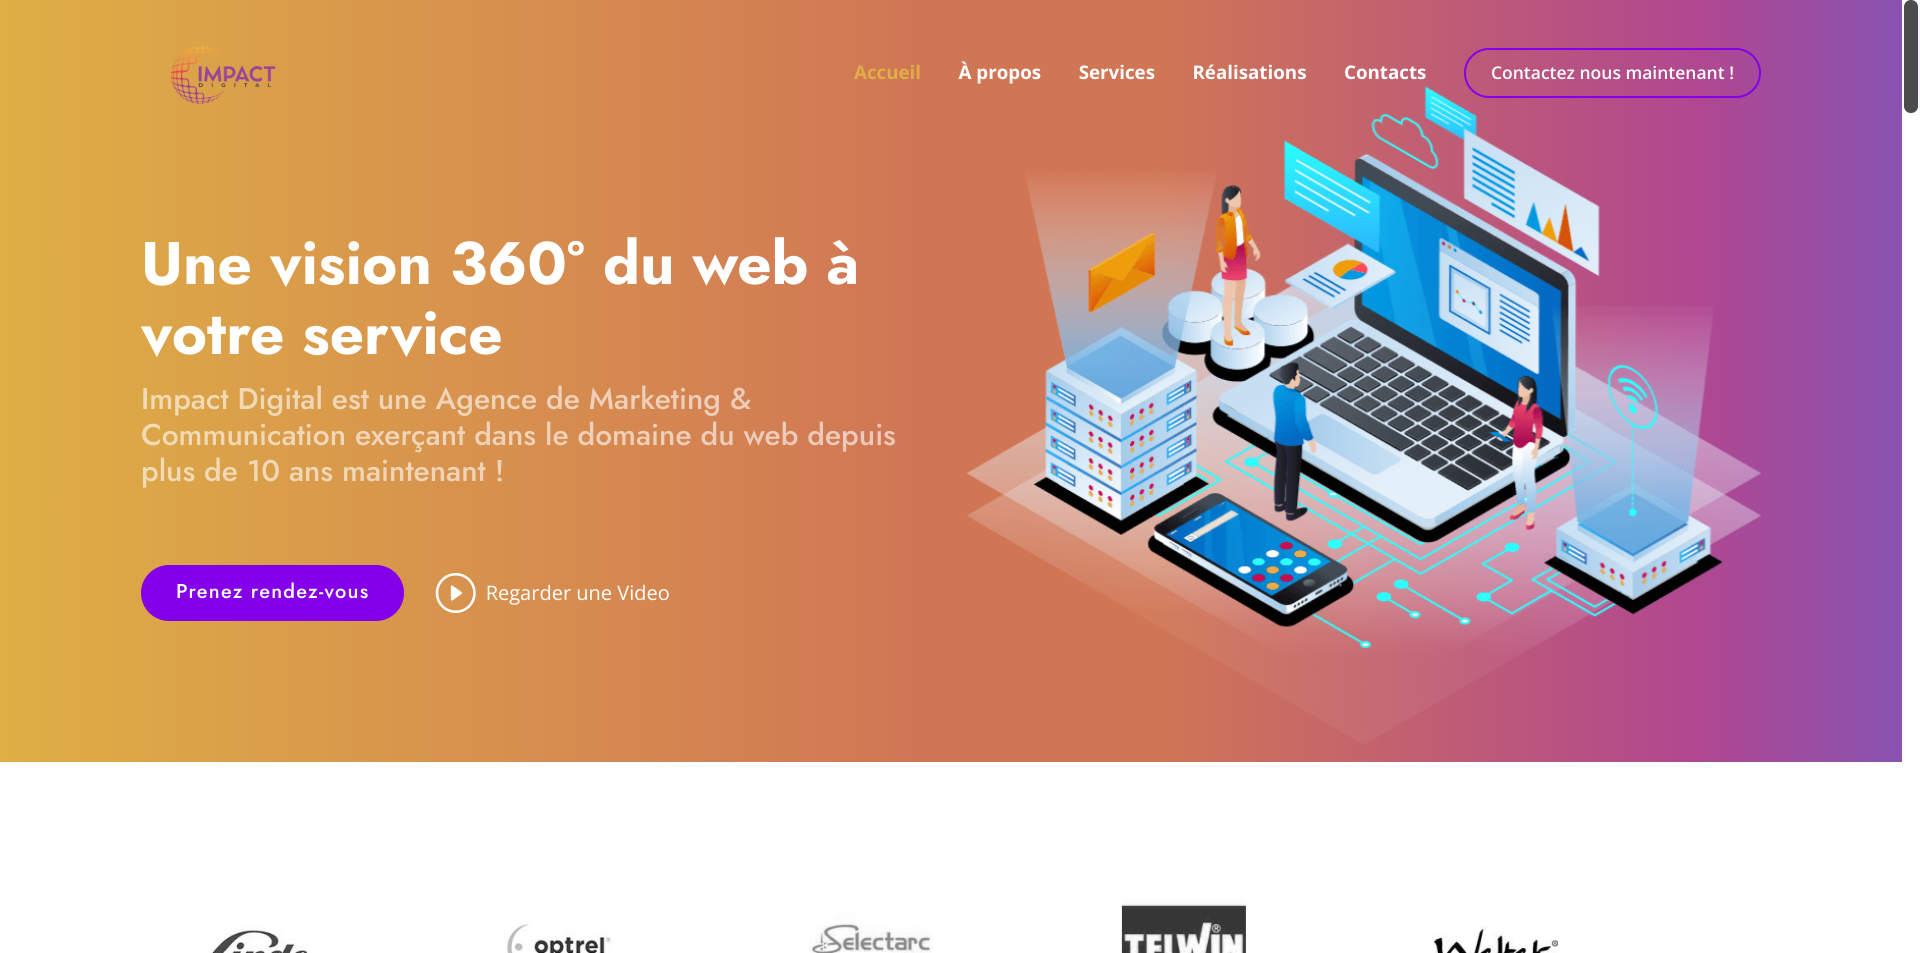 IMPACT
DIGITAL
Accueil
À propos
Services
Réalisations
Contacts
Contactez nous maintenant !
Une vision 360° du web à
votre service
Impact Digital est une Agence de Marketing &
Communication exerçant dans le domaine du web depuis
plus de 10 ans maintenant !
Prenez rendez-vous
Regarder une Video
optrel
Selectarc
TELWIN®